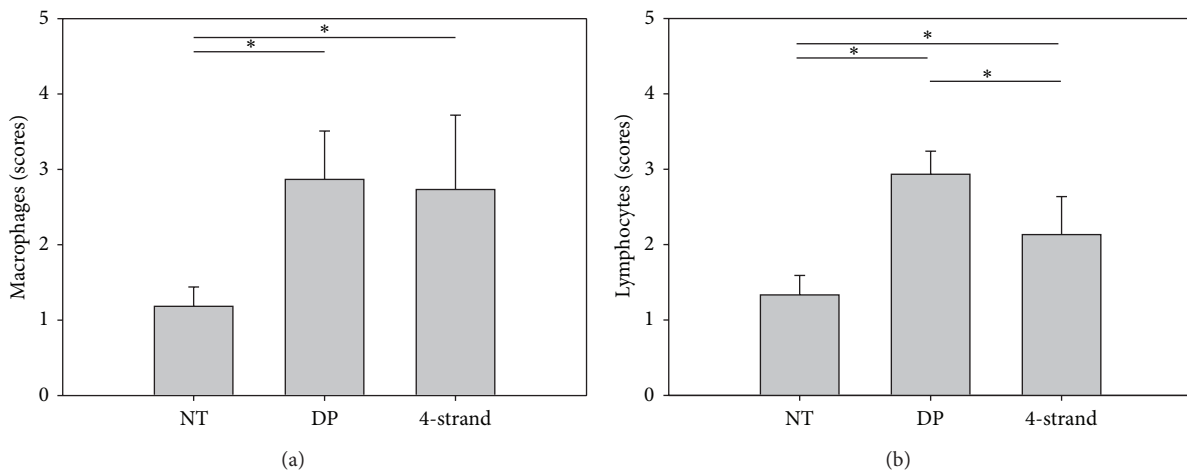 Macrophages (scores)
5
4
3
2
1
0
*
*
NT DP 4-strand
(a)
Lymphocytes (scores)
5
4
3
2
1
0
*
*
*
NT DP 4-strand
(b)